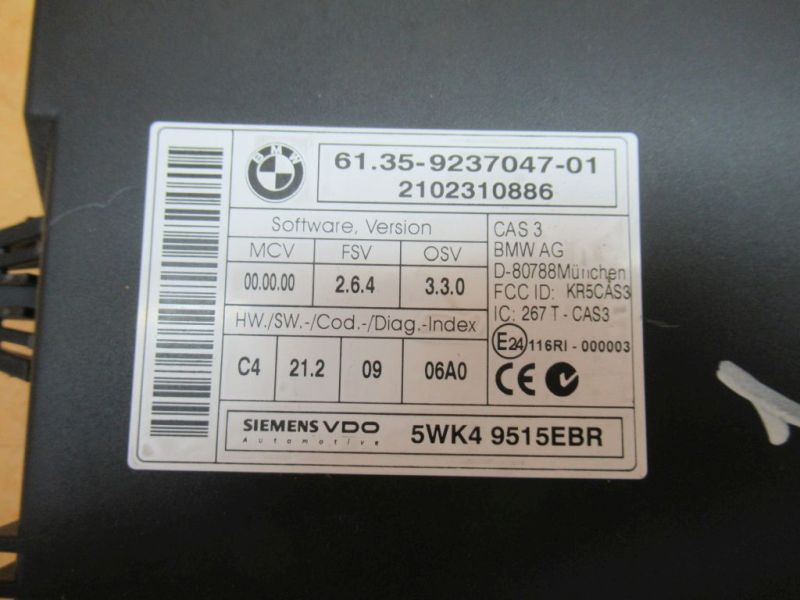 BMW
61.35-9237047-01
2102310886
Software, Version
MCV FSV OSV
00.00.00 2.6.4 3.3.0
HW./SW.-/Cod.-/Diag.-Index
C4 21.2 09 06A0
CAS 3
BMW AG
D-80788München
FCC ID: KR5CAS3
IC: 267 T - CAS3
E24 116RI - 000003
CE
SIEMENS VDO
Automotive
5WK4 9515EBR